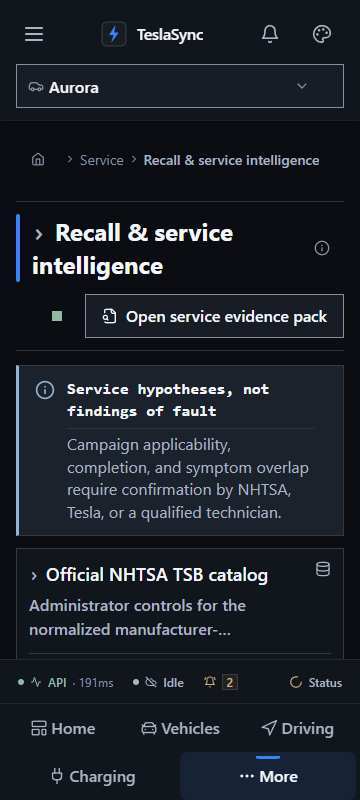 TeslaSync
Aurora
Service
Recall & service intelligence
Recall & service
intelligence
Open service evidence pack
Service hypotheses, not
findings of fault
Campaign applicability,
completion, and symptom overlap
require confirmation by NHTSA,
Tesla, or a qualified technician.
Official NHTSA TSB catalog
Administrator controls for the
normalized manufacturer-...
API · 191ms
Idle
2
Status
Home
Vehicles
Driving
Charging
More